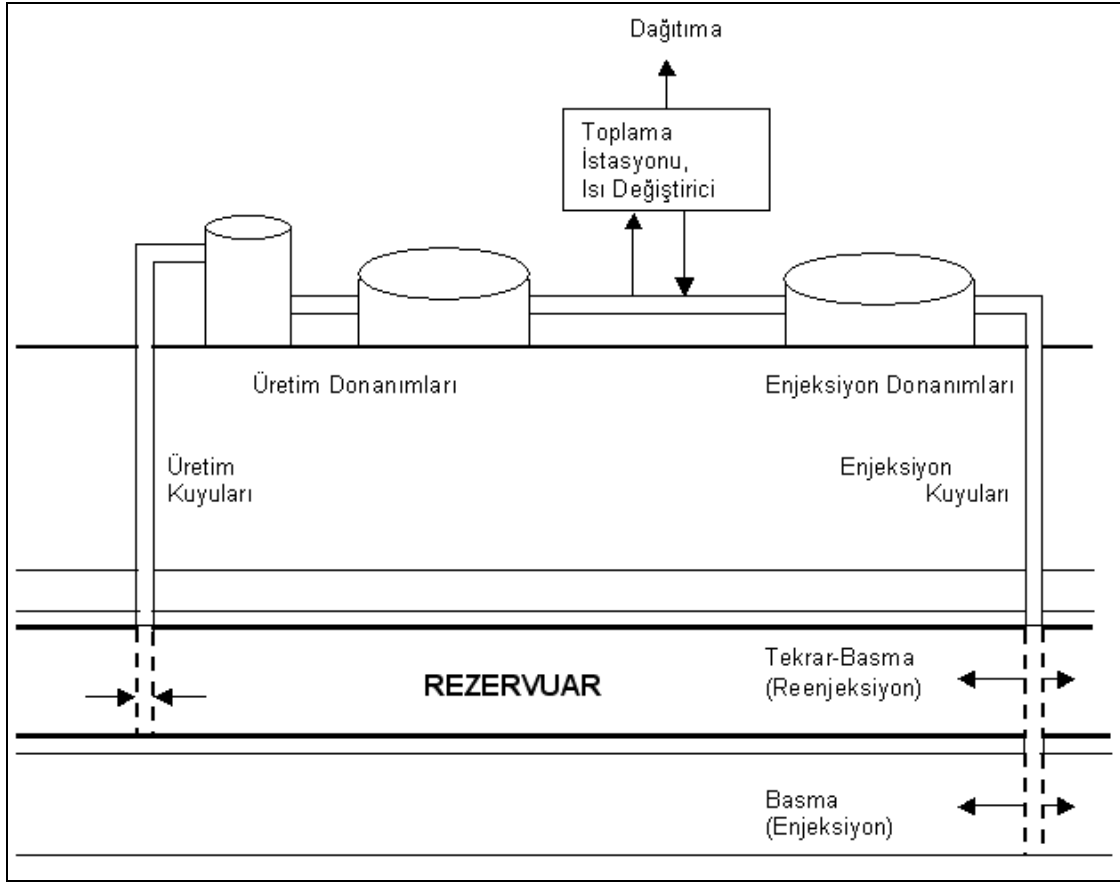 Dağıtıma
Toplama
İstasyonu,
Isı Değiştirici
Üretim Donanımları
Enjeksiyon Donanımları
Üretim
Kuyuları
Enjeksiyon
Kuyuları
REZERVUAR
Tekrar-Basma
(Reenjeksiyon)
Basma
(Enjeksiyon)